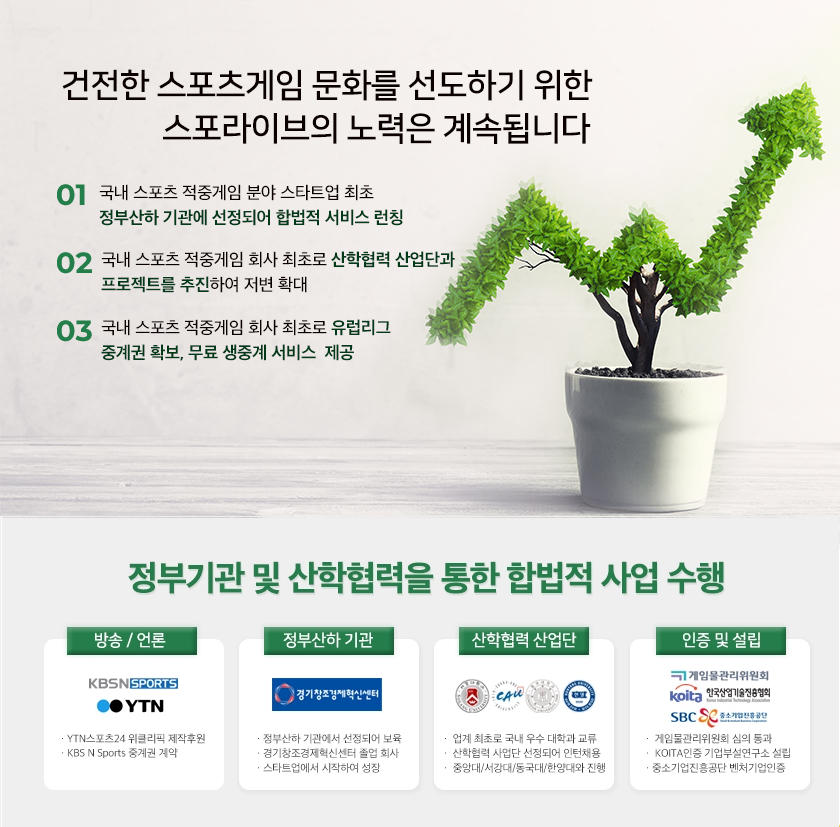 건전한 스포츠게임 문화를 선도하기 위한
스포라이브의 노력은 계속됩니다
01 국내 스포츠 적중게임 분야 스타트업 최초
정부산하 기관에 선정되어 합법적 서비스 런칭
02 국내 스포츠 적중게임 회사 최초로 산학협력 산업단과
프로젝트를 추진하여 저변 확대
03 국내 스포츠 적중게임 회사 최초로 유럽리그
중계권 확보, 무료 생중계 서비스 제공
정부기관 및 산학협력을 통한 합법적 사업 수행
방송 / 언론
KBSN SPORTS
YTN
· YTN스포츠24 위클리픽 제작후원
· KBS N Sports 중계권 계약
정부산하 기관
경기창조경제혁신센터
· 정부산하 기관에서 선정되어 보육
· 경기창조경제혁신센터 졸업 회사
· 스타트업에서 시작하여 성장
산학협력 산업단
CAU
· 업계 최초로 국내 우수 대학과 교류
· 산학협력 사업단 선정되어 인턴채용
· 중앙대/서강대/동국대/한양대와 진행
인증 및 설립
게임물관리위원회
koita 한국산업기술진흥협회
Korea Industrial Technology Association
SBC 중소기업진흥공단
· 게임물관리위원회 심의 통과
· KOITA인증 기업부설연구소 설립
· 중소기업진흥공단 벤처기업인증